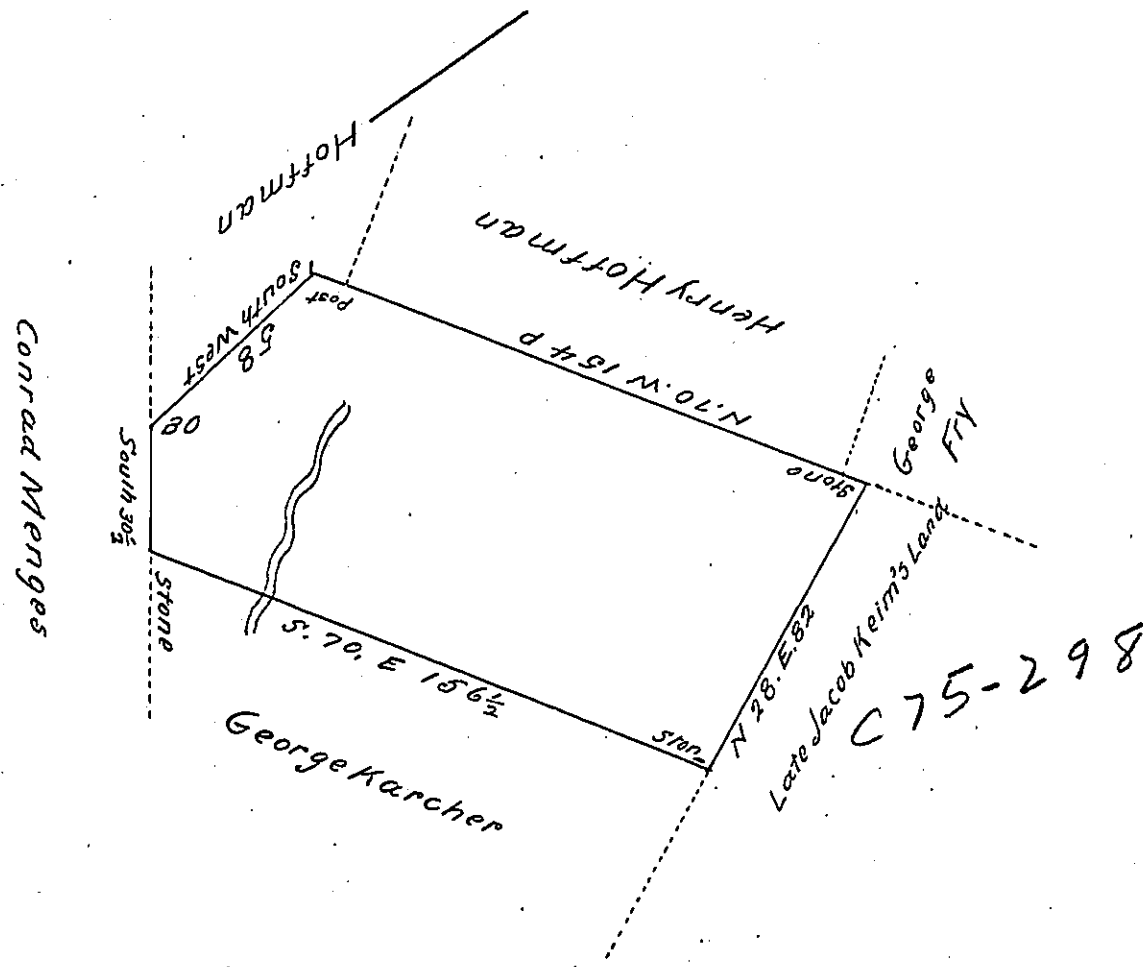 Hoffman
Henry Hoffman
South West
58
Post
N. 70. W 154 P
George
Fry
Stone
BO
South 30½
Stone
Conrad Menges
S. 70. E 156½
Ston
N 28. E. 82
Late Jacob Keim's Land
C75-298
George Karcher